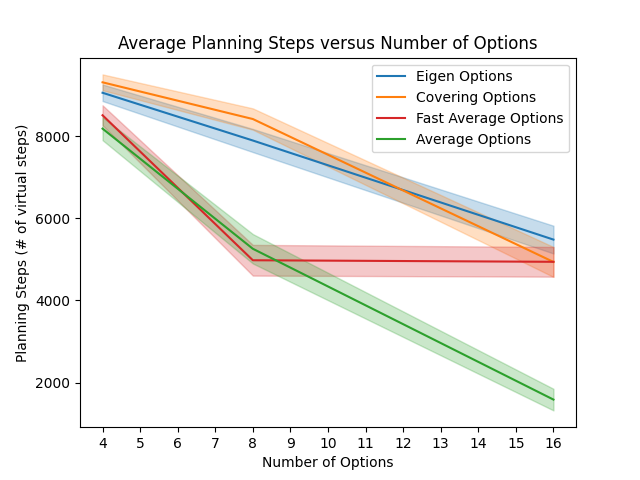 Average Planning Steps versus Number of Options
Eigen Options
Covering Options
Fast Average Options
Average Options
Planning Steps (# of virtual steps)
8000
6000
4000
2000
4 5 6 7 8 9 10 11 12 13 14 15 16
Number of Options